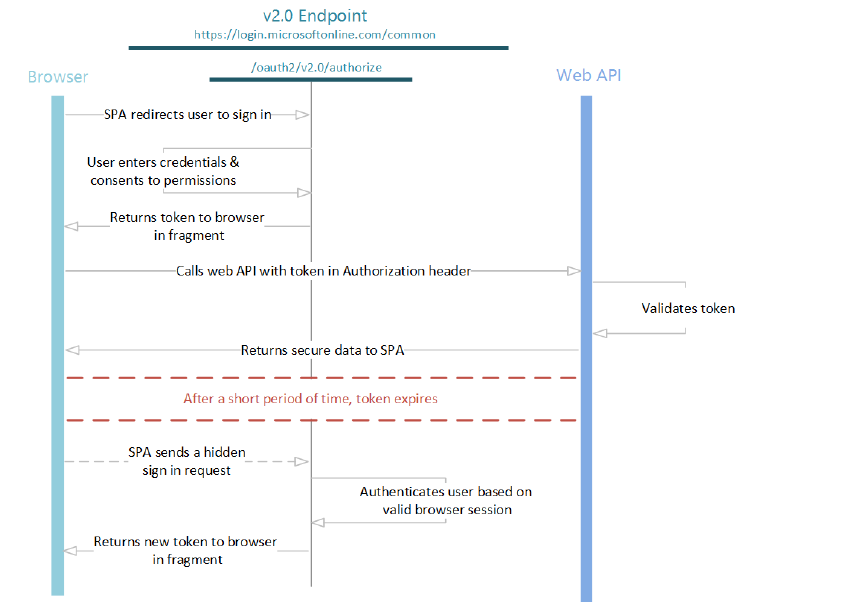 v2.0 Endpoint
https://login.microsoftonline.com/common
/oauth2/v2.0/authorize
Browser
Web API
SPA redirects user to sign in
User enters credentials &
consents to permissions
Returns token to browser
in fragment
Calls web API with token in Authorization header
Validates token
Returns secure data to SPA
After a short period of time, token expires
SPA sends a hidden
sign in request
Authenticates user based on
valid browser session
Returns new token to browser
in fragment